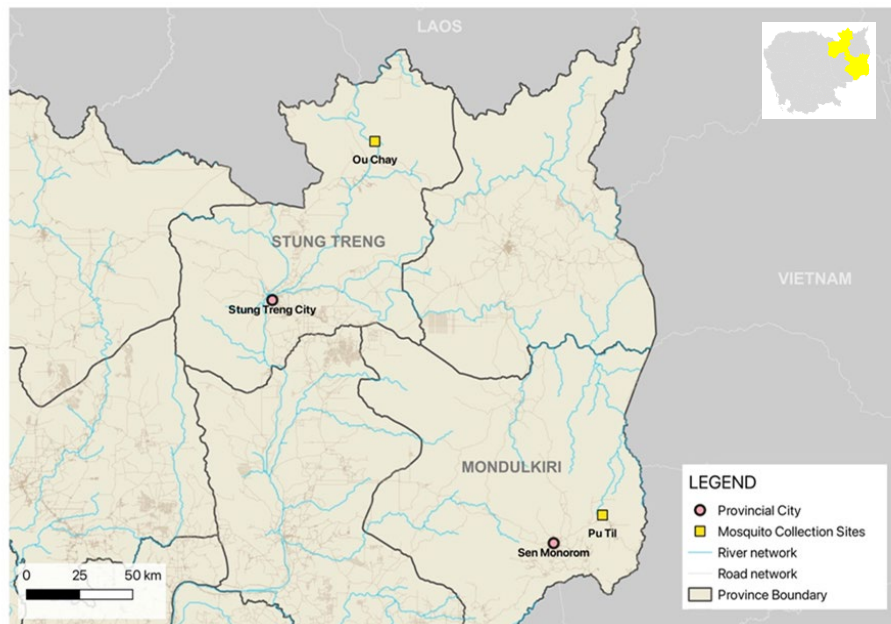 LAOS
Ou Chay
STUNG TRENG
VIETNAM
Stung Treng City
MONDULKIRI
Pu Til
Sen Monorom
LEGEND
Provincial City
Mosquito Collection Sites
River network
Road network
Province Boundary
0 25 50 km